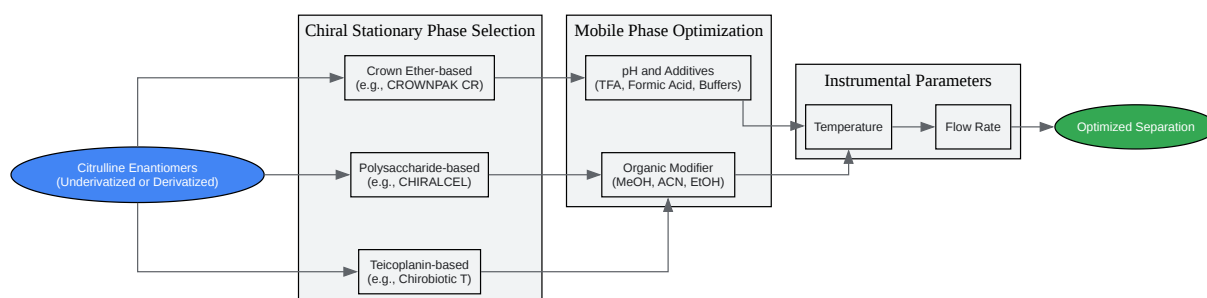 Chiral Stationary Phase Selection
Mobile Phase Optimization
Crown Ether-based
(e.g., CROWNPAK CR)
pH and Additives
(TFA, Formic Acid, Buffers)
Instrumental Parameters
Temperature
Flow Rate
Optimized Separation
Citrulline Enantiomers
(Underivatized or Derivatized)
Polysaccharide-based
(e.g., CHIRALCEL)
Organic Modifier
(MeOH, ACN, EtOH)
Teicoplanin-based
(e.g., Chirobiotic T)